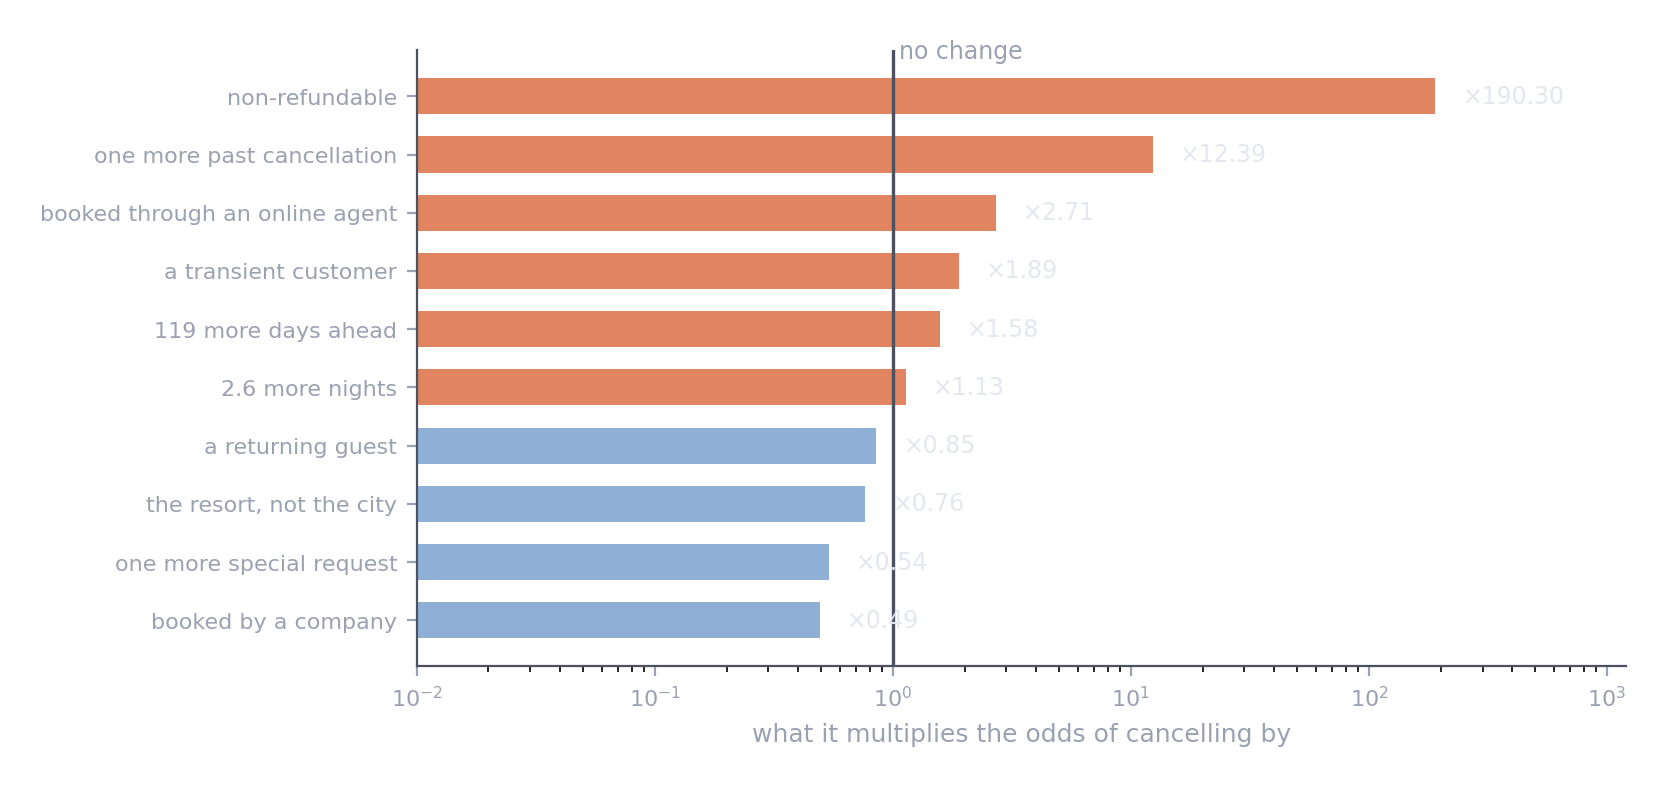 no change
non-refundable ×190.30
one more past cancellation ×12.39
booked through an online agent ×2.71
a transient customer ×1.89
119 more days ahead ×1.58
2.6 more nights ×1.13
a returning guest ×0.85
the resort, not the city ×0.76
one more special request ×0.54
booked by a company ×0.49
10⁻² 10⁻¹ 10⁰ 10¹ 10² 10³
what it multiplies the odds of cancelling by